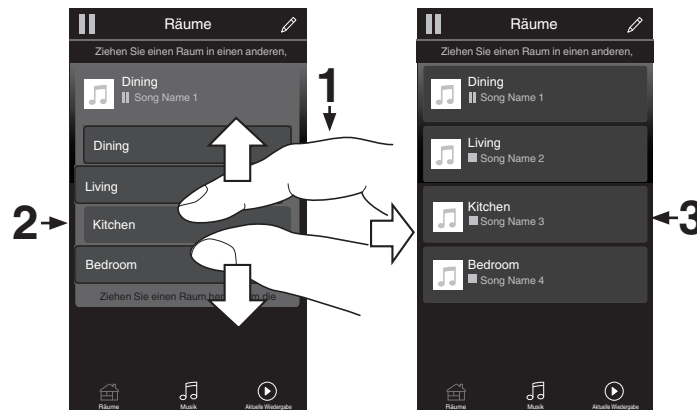 Räume
Ziehen Sie einen Raum in einen anderen,
Dining
Song Name 1
Dining
Living
Kitchen
Bedroom
Ziehen Sie einen Raum
die
Räume
Musik
Aktuelle Wiedergabe
1
2
Räume
Ziehen Sie einen Raum in einen anderen,
Dining
Song Name 1
Living
Song Name 2
Kitchen
Song Name 3
Bedroom
Song Name 4
Räume
Musik
Aktuelle Wiedergabe
3